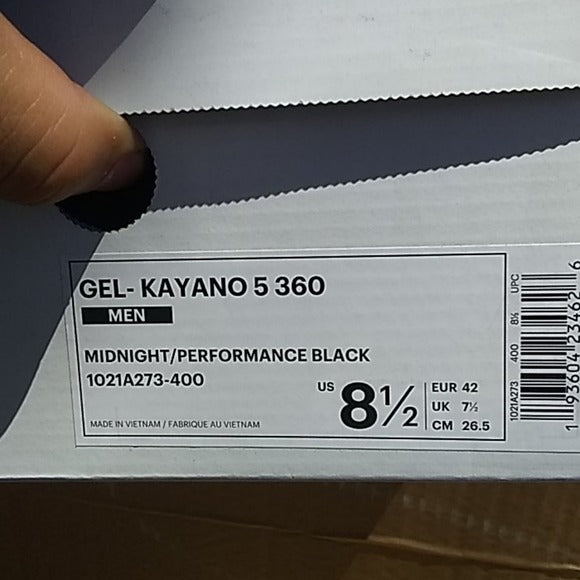 GEL- KAYANO 5 360
MEN
MIDNIGHT/PERFORMANCE BLACK
1021A273-400
US 8½
EUR 42
UK 7½
CM 26.5
MADE IN VIETNAM / FABRIQUE AU VIETNAM
1021A273 400 8½ UPC
1 93604 23462 6